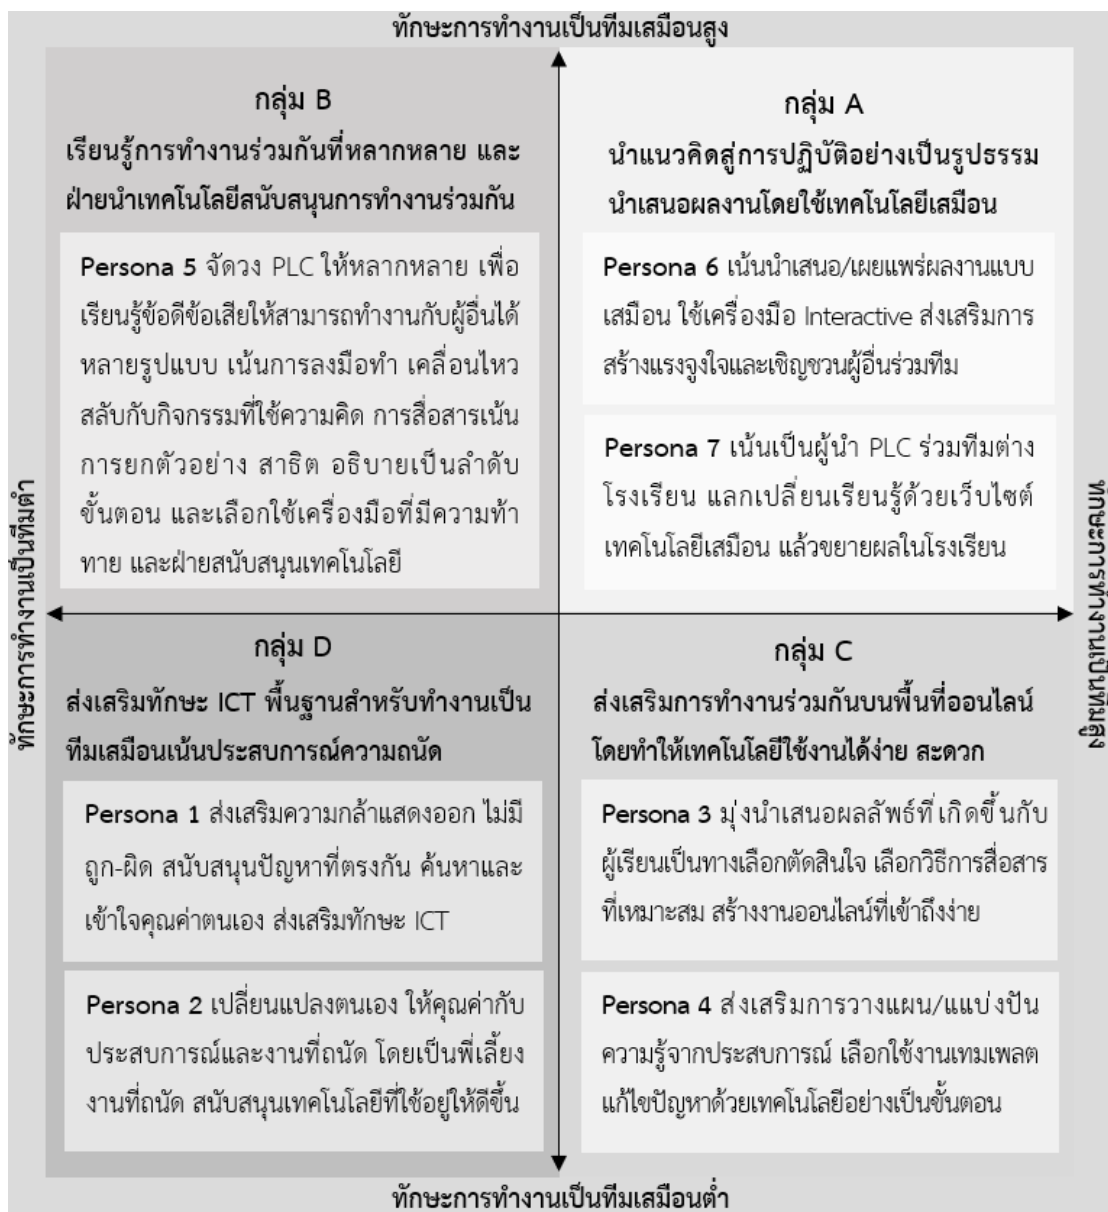 ทักษะการทำงานเป็นทีมเสมือนสูง
กลุ่ม B
เรียนรู้การทำงานร่วมกันที่หลากหลาย และ
ฝ่ายนำเทคโนโลยีสนับสนุนการทำงานร่วมกัน
Persona 5 จัดวง PLC ให้หลากหลาย เพื่อ
เรียนรู้ข้อดีข้อเสียให้สามารถทำงานกับผู้อื่นได้
หลายรูปแบบ เน้นการลงมือทำ เคลื่อนไหว
สลับกับกิจกรรมที่ใช้ความคิด การสื่อสารเน้น
การยกตัวอย่าง สาธิต อธิบายเป็นลำดับ
ขั้นตอน และเลือกใช้เครื่องมือที่มีความท้า
ทาย และฝ่ายสนับสนุนเทคโนโลยี
กลุ่ม A
นำแนวคิดสู่การปฏิบัติอย่างเป็นรูปธรรม
นำเสนอผลงานโดยใช้เทคโนโลยีเสมือน
Persona 6 เน้นนำเสนอ/เผยแพร่ผลงานแบบ
เสมือน ใช้เครื่องมือ Interactive ส่งเสริมการ
สร้างแรงจูงใจและเชิญชวนผู้อื่นร่วมทีม
Persona 7 เน้นเป็นผู้นำ PLC ร่วมทีมต่าง
โรงเรียน แลกเปลี่ยนเรียนรู้ด้วยเว็บไซต์
เทคโนโลยีเสมือน แล้วขยายผลในโรงเรียน
ทักษะการทำงานเป็นทีมต่ำ
ทักษะการทำงานเป็นทีมสูง
กลุ่ม D
ส่งเสริมทักษะ ICT พื้นฐานสำหรับทำงานเป็น
ทีมเสมือนเน้นประสบการณ์ความถนัด
Persona 1 ส่งเสริมความกล้าแสดงออก ไม่มี
ถูก-ผิด สนับสนุนปัญหาที่ตรงกัน ค้นหาและ
เข้าใจคุณค่าตนเอง ส่งเสริมทักษะ ICT
Persona 2 เปลี่ยนแปลงตนเอง ให้คุณค่ากับ
ประสบการณ์และงานที่ถนัด โดยเป็นพี่เลี้ยง
งานที่ถนัด สนับสนุนเทคโนโลยีที่ใช้อยู่ให้ดีขึ้น
กลุ่ม C
ส่งเสริมการทำงานร่วมกันบนพื้นที่ออนไลน์
โดยทำให้เทคโนโลยีใช้งานได้ง่าย สะดวก
Persona 3 มุ่งนำเสนอผลลัพธ์ที่เกิดขึ้นกับ
ผู้เรียนเป็นทางเลือกตัดสินใจ เลือกวิธีการสื่อสาร
ที่เหมาะสม สร้างงานออนไลน์ที่เข้าถึงง่าย
Persona 4 ส่งเสริมการวางแผน/แแบ่งปัน
ความรู้จากประสบการณ์ เลือกใช้งานเทมเพลต
แก้ไขปัญหาด้วยเทคโนโลยีอย่างเป็นขั้นตอน
ทักษะการทำงานเป็นทีมเสมือนต่ำ